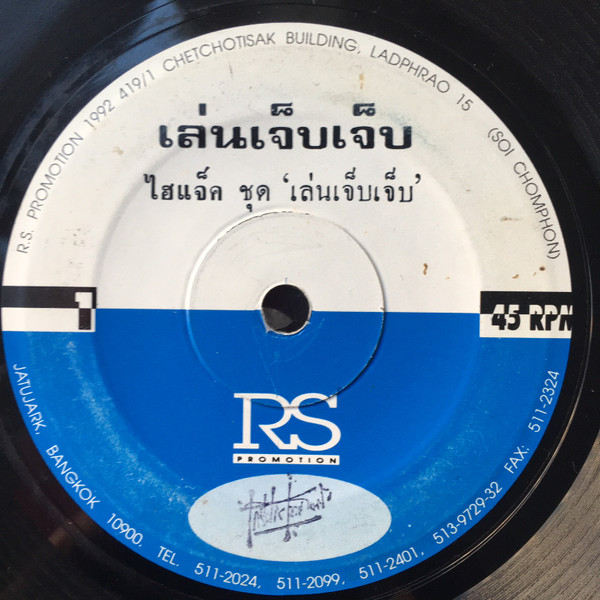 R.S. PROMOTION 1992 419/1 CHETCHOTISAK BUILDING, LADPHRAO 15 (SOI CHOMPHON)
เล่นเจ็บเจ็บ
ไฮแจ็ค ชุด 'เล่นเจ็บเจ็บ'
1
45 RPM
RS
PROMOTION
JATUJARK, BANGKOK 10900. TEL. 511-2024, 511-2099, 511-2401, 513-9729-32 FAX: 511-2324